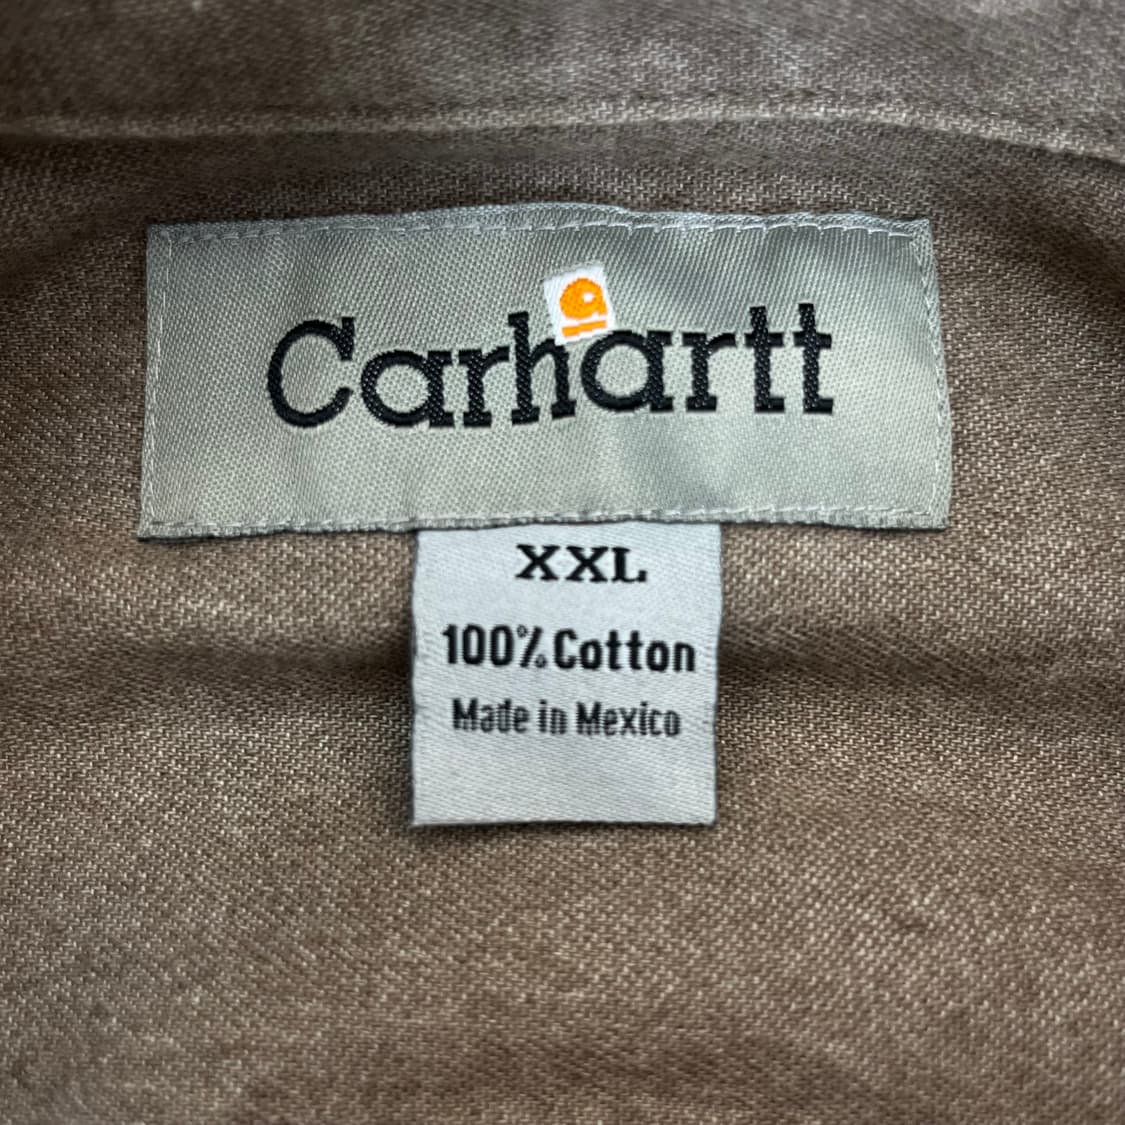 Carhartt
XXL
100% Cotton
Made in Mexico